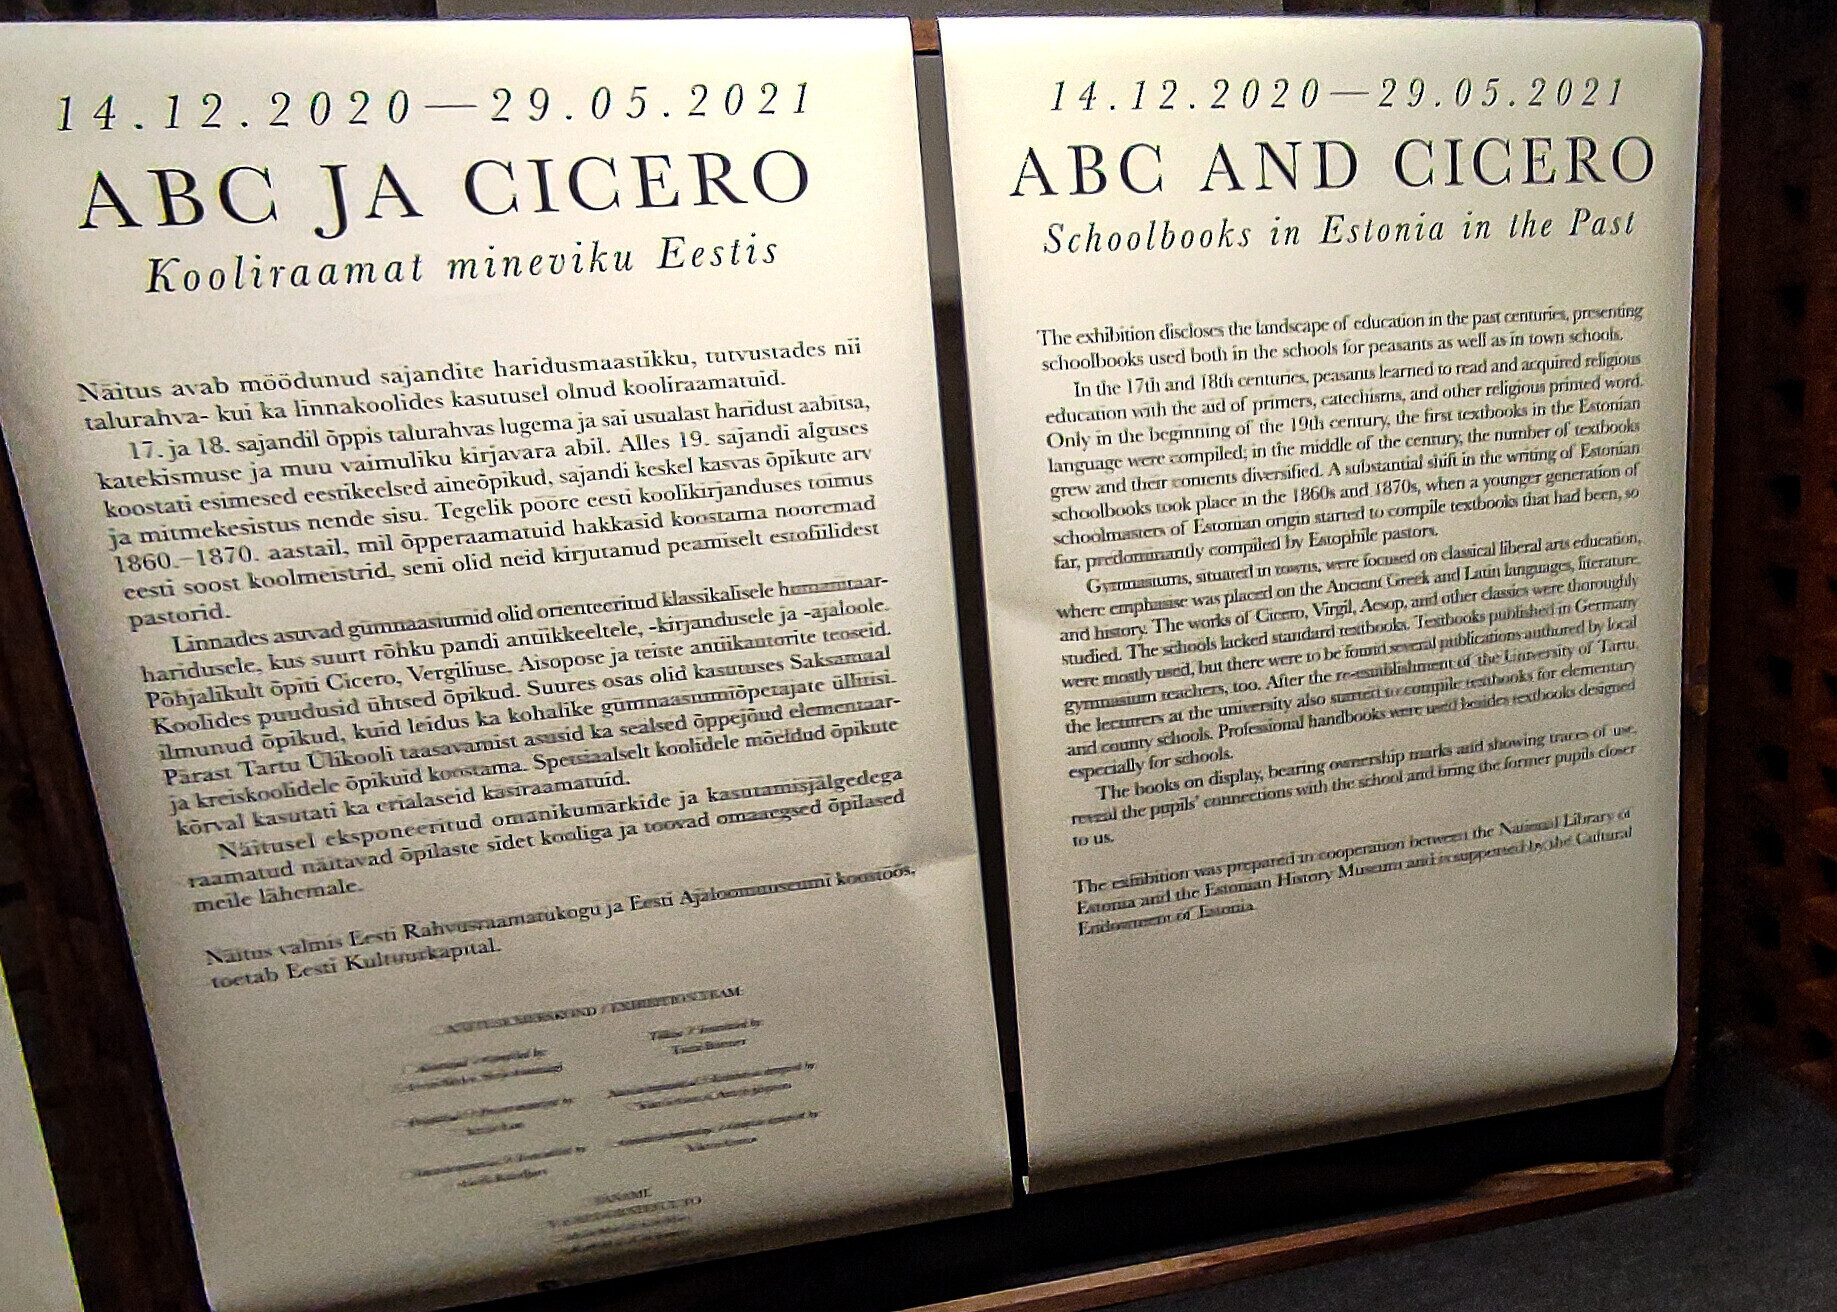 14.12.2020—29.05.2021
ABC JA CICERO
Kooliraamat mineviku Eestis
Näitus avab möödunud sajandite haridusmaastikku, tutvustades nii
talurahva- kui ka linnakoolides kasutusel olnud kooliraamatuid.
17. ja 18. sajandil õppis talurahvas lugema ja sai usualast haridust aabitsa,
katekismuse ja muu vaimuliku kirjavara abil. Alles 19. sajandi alguses
koostati esimesed eestikeelsed aineõpikud, sajandi keskel kasvas õpikute arv
ja mitmekesistus nende sisu. Tegelik pööre eesti koolikirjanduses toimus
1860.–1870. aastail, mil õpperaamatuid hakkasid koostama nooremad
eesti soost koolmeistrid, seni olid neid kirjutanud peamiselt estofiilidest
pastorid.
Linnades asuvad gümnaasiumid olid orienteeritud klassikalisele humanitaar-
haridusele, kus suurt rõhku pandi antiikkeeltele, -kirjandusele ja -ajaloole.
Põhjalikult õpiti Cicero, Vergiliuse, Aisopose ja teiste antiikautorite teoseid.
Koolides puudusid ühtsed õpikud. Suures osas olid kasutuses Saksamaal
ilmunud õpikud, kuid leidus ka kohalike gümnaasiumiõpetajate üllitisi.
Pärast Tartu Ülikooli taasavamist asusid ka sealsed õppejõud elementaar-
ja kreiskoolidele õpikuid koostama. Spetsiaalselt koolidele mõeldud õpikute
kõrval kasutati ka erialaseid käsiraamatuid.
Näitusel eksponeeritud omanikumärkide ja kasutamisjälgedega
raamatud näitavad õpilaste sidet kooliga ja toovad omaaegsed õpilased
meile lähemale.
Näitus valmis Eesti Rahvusraamatukogu ja Eesti Ajaloomuuseumi koostöös,
toetab Eesti Kultuurkapital.
NÄITUSE MEESKOND / EXHIBITION TEAM:
14.12.2020—29.05.2021
ABC AND CICERO
Schoolbooks in Estonia in the Past
The exhibition discloses the landscape of education in the past centuries, presenting
schoolbooks used both in the schools for peasants as well as in town schools.
In the 17th and 18th centuries, peasants learned to read and acquired religious
education with the aid of primers, catechisms, and other religious printed word.
Only in the beginning of the 19th century, the first textbooks in the Estonian
language were compiled; in the middle of the century, the number of textbooks
grew and their contents diversified. A substantial shift in the writing of Estonian
schoolbooks took place in the 1860s and 1870s, when a younger generation of
schoolmasters of Estonian origin started to compile textbooks that had been, so
far, predominantly compiled by Estophile pastors.
Gymnasiums, situated in towns, were focused on classical liberal arts education,
where emphasise was placed on the Ancient Greek and Latin languages, literature,
and history. The works of Cicero, Virgil, Aesop, and other classics were thoroughly
studied. The schools lacked standard textbooks. Textbooks published in Germany
were mostly used, but there were to be found several publications authored by local
gymnasium teachers, too. After the re-establishment of the University of Tartu,
the lecturers at the university also started to compile textbooks for elementary
and county schools. Professional handbooks were used besides textbooks designed
especially for schools.
The books on display, bearing ownership marks and showing traces of use,
reveal the pupils' connections with the school and bring the former pupils closer
to us.
The exhibition was prepared in cooperation between the National Library of
Estonia and the Estonian History Museum and is supported by the Cultural
Endowment of Estonia